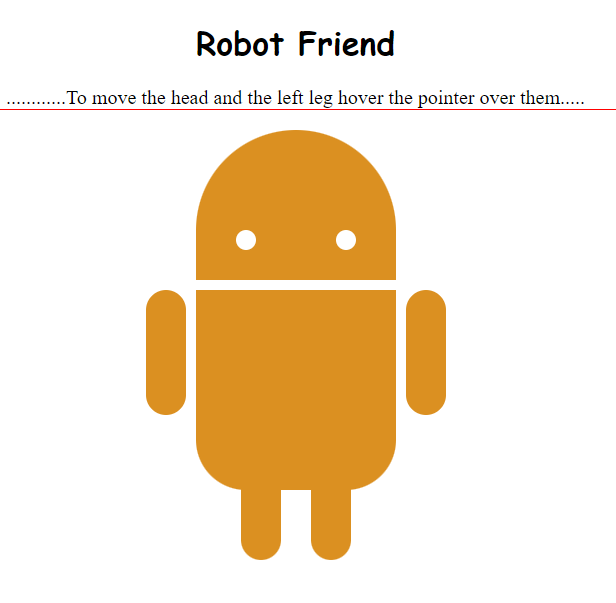 Robot Friend
............To move the head and the left leg hover the pointer over them.....